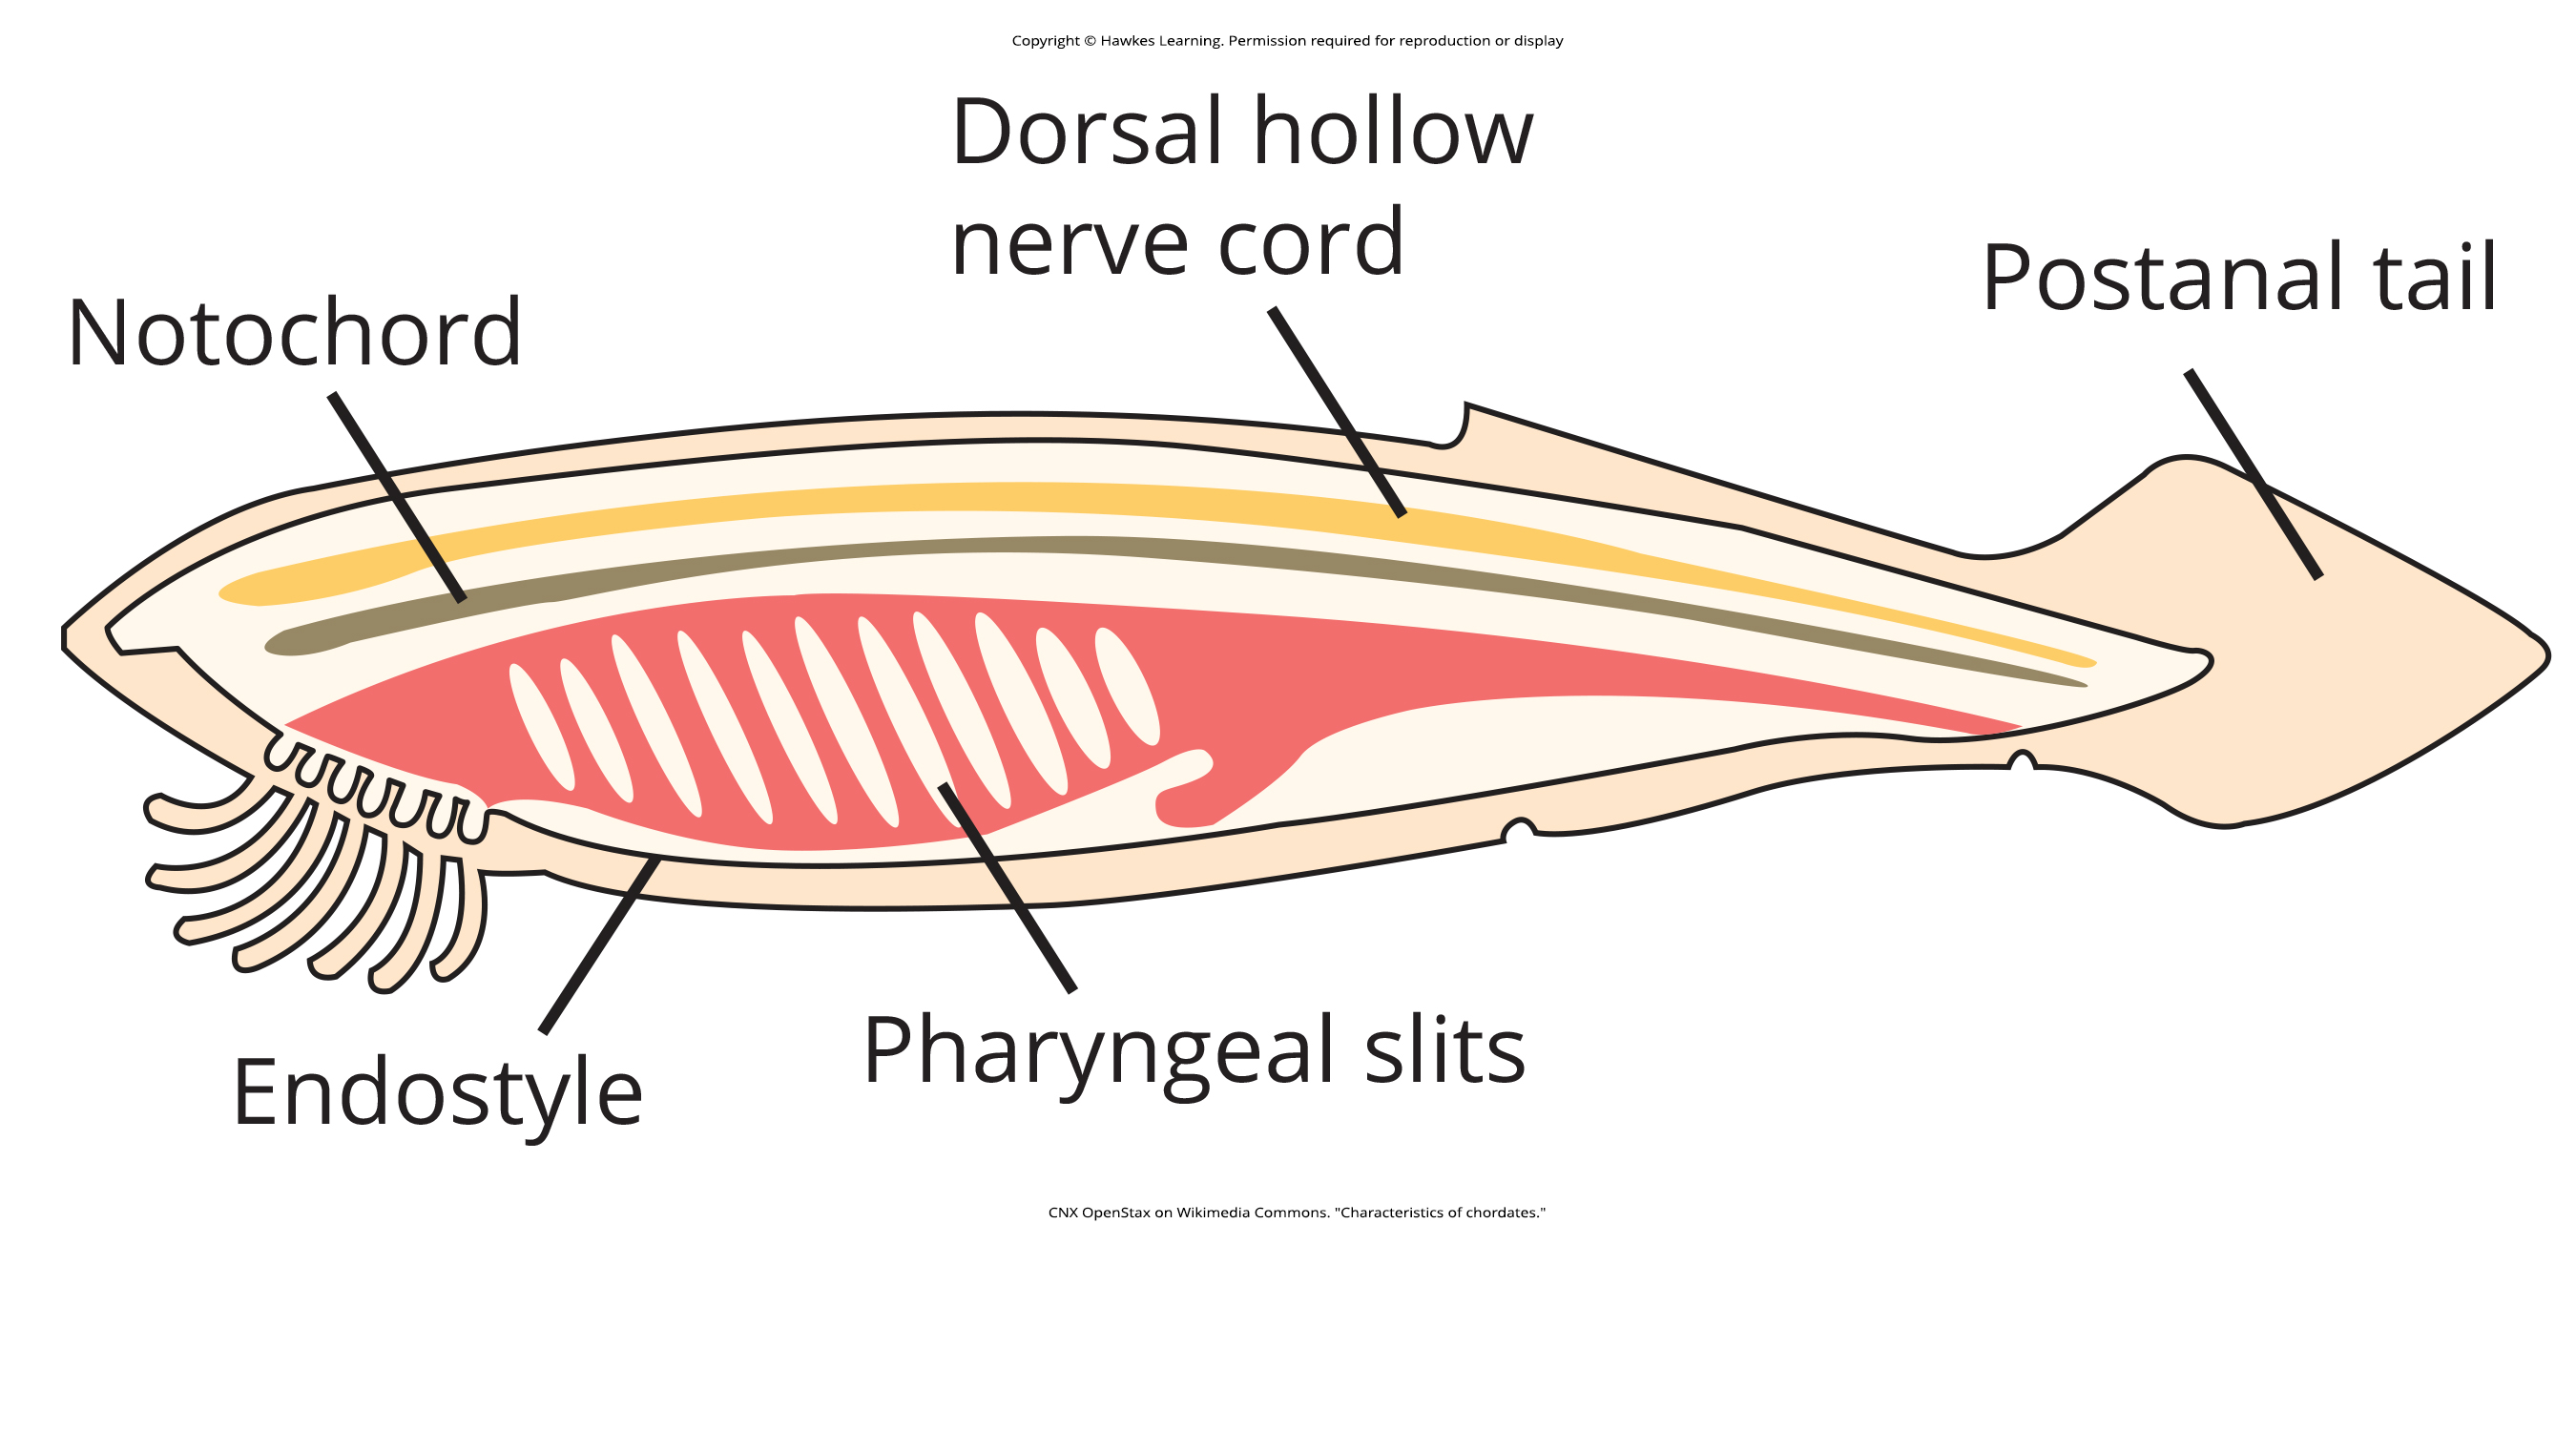 Copyright © Hawkes Learning. Permission required for reproduction or display
Dorsal hollow
nerve cord
Postanal tail
Notochord
Pharyngeal slits
Endostyle
CNX OpenStax on Wikimedia Commons. "Characteristics of chordates."